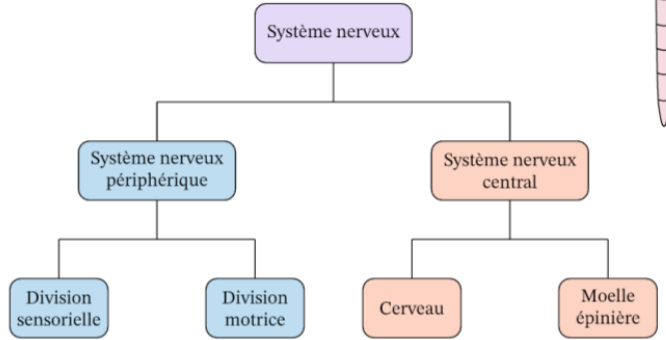 Système nerveux
Système nerveux
périphérique
Système nerveux
central
Division
sensorielle
Division
motrice
Cerveau
Moelle
épinière